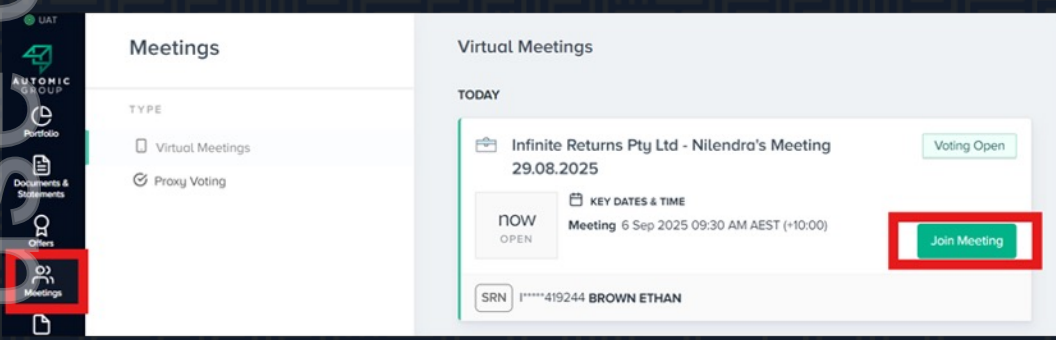 UAT
AUTOMIC
GROUP
Portfolio
Documents &
Statements
Offers
Meetings
Meetings
TYPE
Virtual Meetings
Proxy Voting
Virtual Meetings
TODAY
Infinite Returns Pty Ltd - Nilendra's Meeting
29.08.2025
Voting Open
now
OPEN
KEY DATES & TIME
Meeting 6 Sep 2025 09:30 AM AEST (+10:00)
Join Meeting
SRN I*****419244 BROWN ETHAN